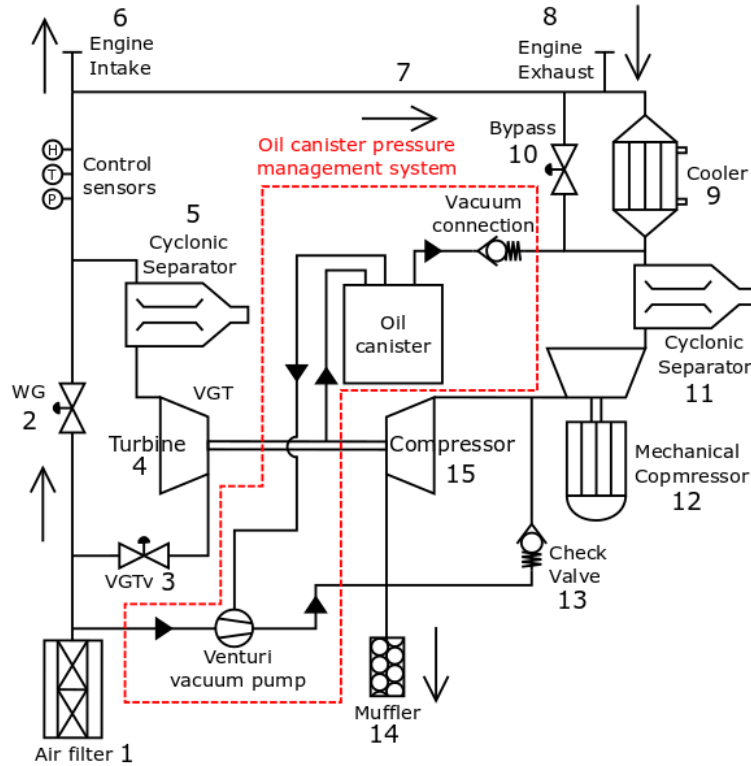 6
Engine
Intake
8
Engine
Exhaust
7
Oil canister pressure
management system
Bypass
10
H
T
P
Control
sensors
Cooler
9
5
Cyclonic
Separator
Vacuum
connection
Oil
canister
Cyclonic
Separator
11
WG
2
VGT
Turbine
4
Compressor
15
Mechanical
Copmressor
12
VGTv 3
Check
Valve
13
Venturi
vacuum pump
Muffler
14
Air filter 1